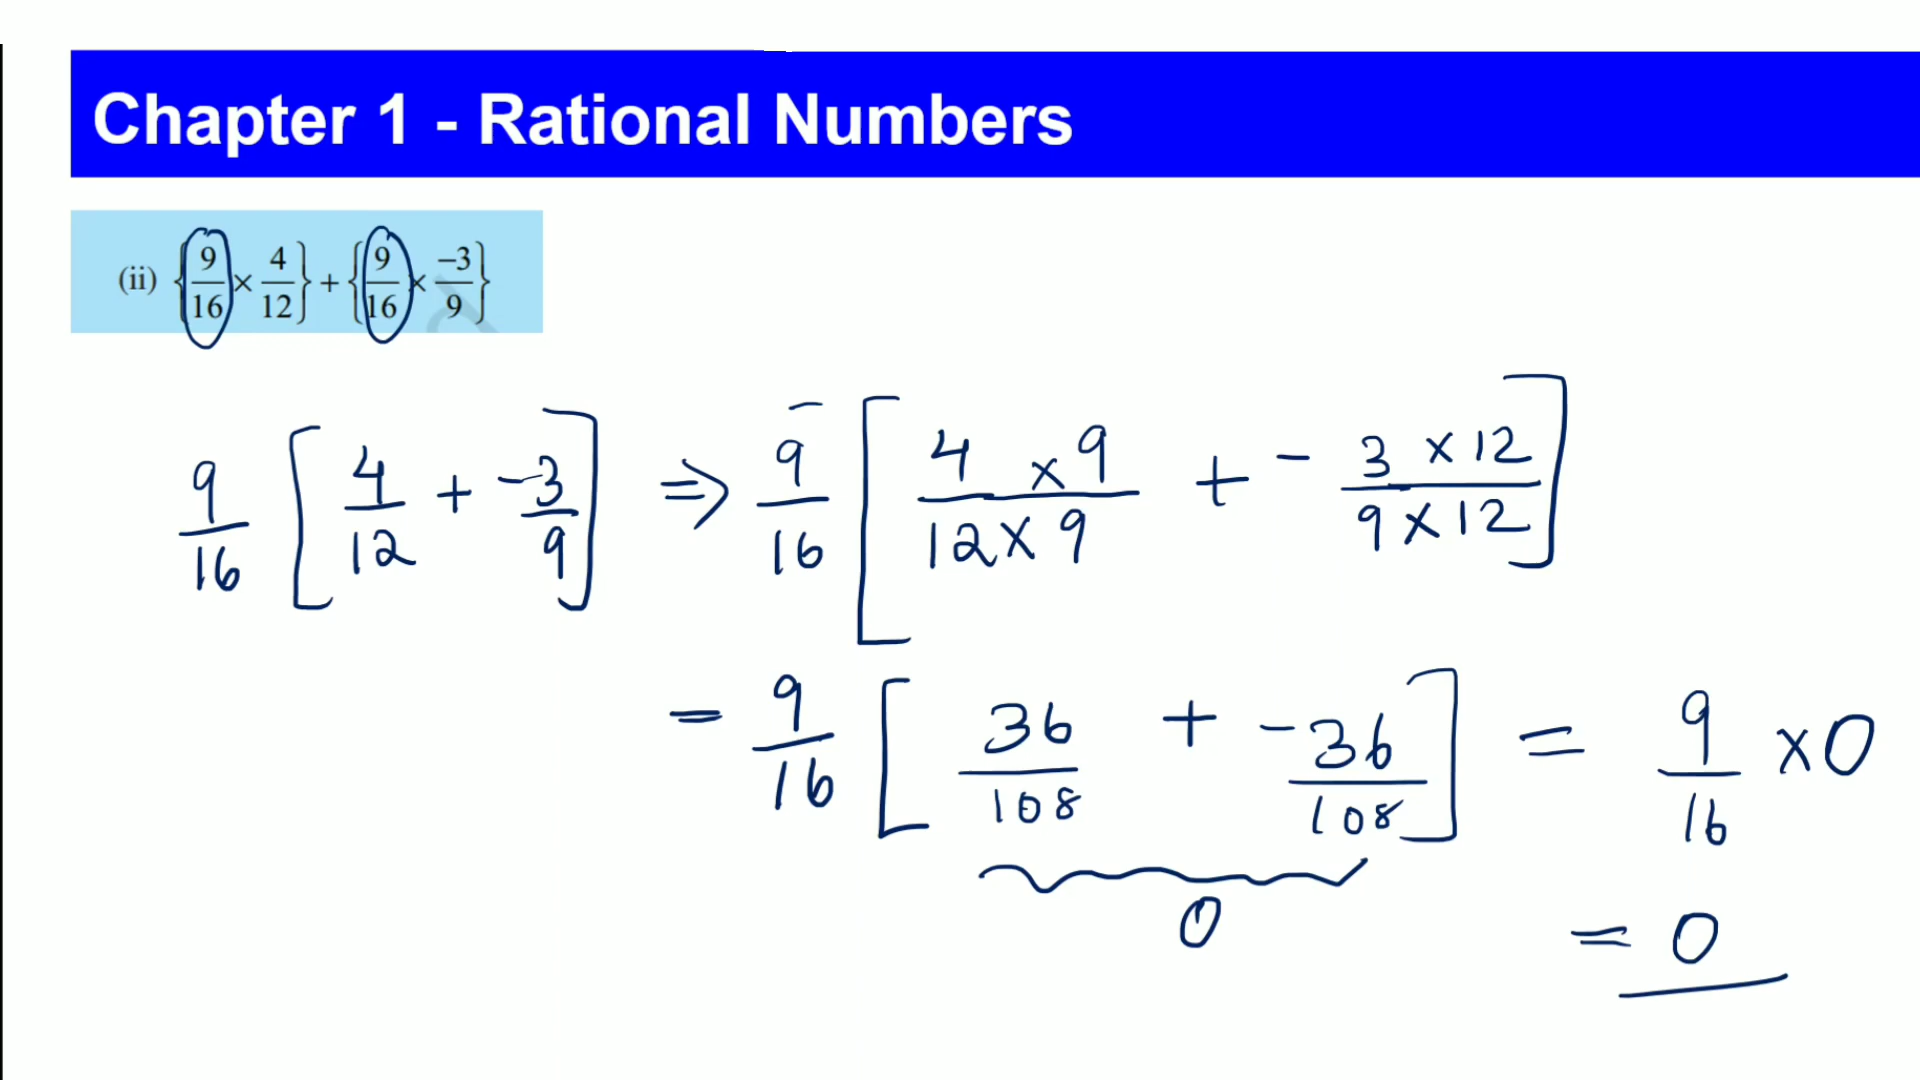 Chapter 1 - Rational Numbers
(ii) {9/16 × 4/12} + {9/16 × -3/9}
9/16 [4/12 + -3/9] ⇒ 9/16 [4 × 9/12 × 9 + -3 × 12/9 × 12]
= 9/16 [36/108 + -36/108] = 9/16 × 0
0
= 0